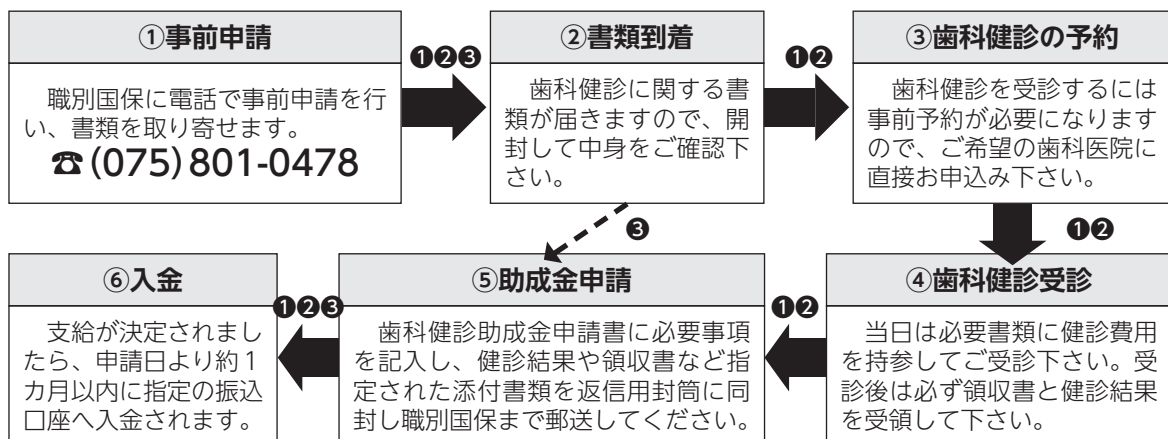 ①事前申請
職別国保に電話で事前申請を行
い、書類を取り寄せます。
☎(075)801-0478
❶❷❸
②書類到着
歯科健診に関する書
類が届きますので、開
封して中身をご確認下
さい。
❶❷
③歯科健診の予約
歯科健診を受診するには
事前予約が必要になります
ので、ご希望の歯科医院に
直接お申込み下さい。
❸
❶❷
④歯科健診受診
当日は必要書類に健診費用
を持参してご受診下さい。受
診後は必ず領収書と健診結果
を受領して下さい。
❶❷
⑤助成金申請
歯科健診助成金申請書に必要事項
を記入し、健診結果や領収書など指
定された添付書類を返信用封筒に同
封し職別国保まで郵送してください。
❶❷❸
⑥入金
支給が決定されまし
たら、申請日より約１
カ月以内に指定の振込
口座へ入金されます。